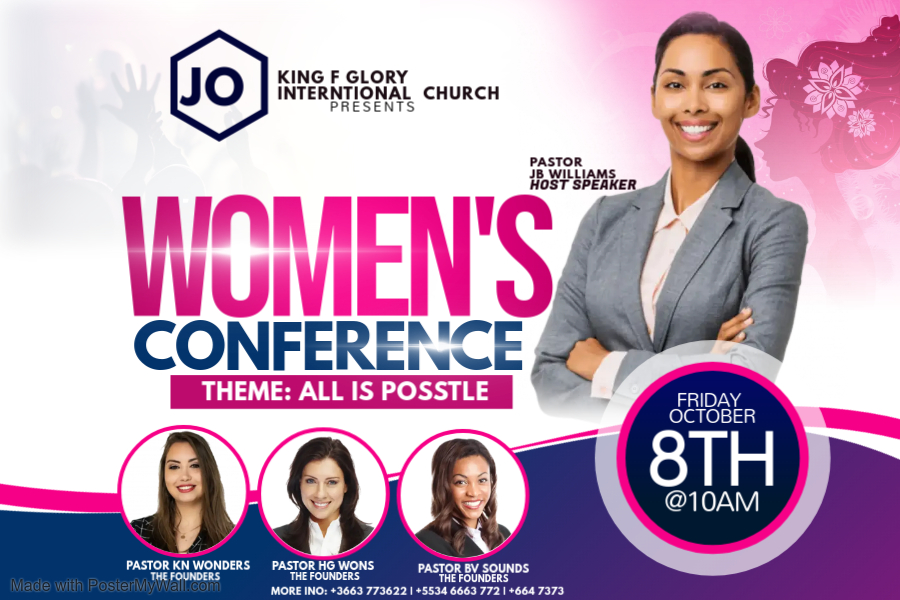 JO
KING F GLORY
INTERNTIONAL CHURCH
PRESENTS
PASTOR
JB WILLIAMS
HOST SPEAKER
WOMEN'S
CONFERENCE
THEME: ALL IS POSSTLE
FRIDAY
OCTOBER
8TH
@10AM
PASTOR KN WONDERS
THE FOUNDERS
PASTOR HG WONS
THE FOUNDERS
PASTOR BV SOUNDS
THE FOUNDERS
MORE INO: +3663 773622 | +5534 6663 772 | +664 7373
Made with PosterMyWall.com